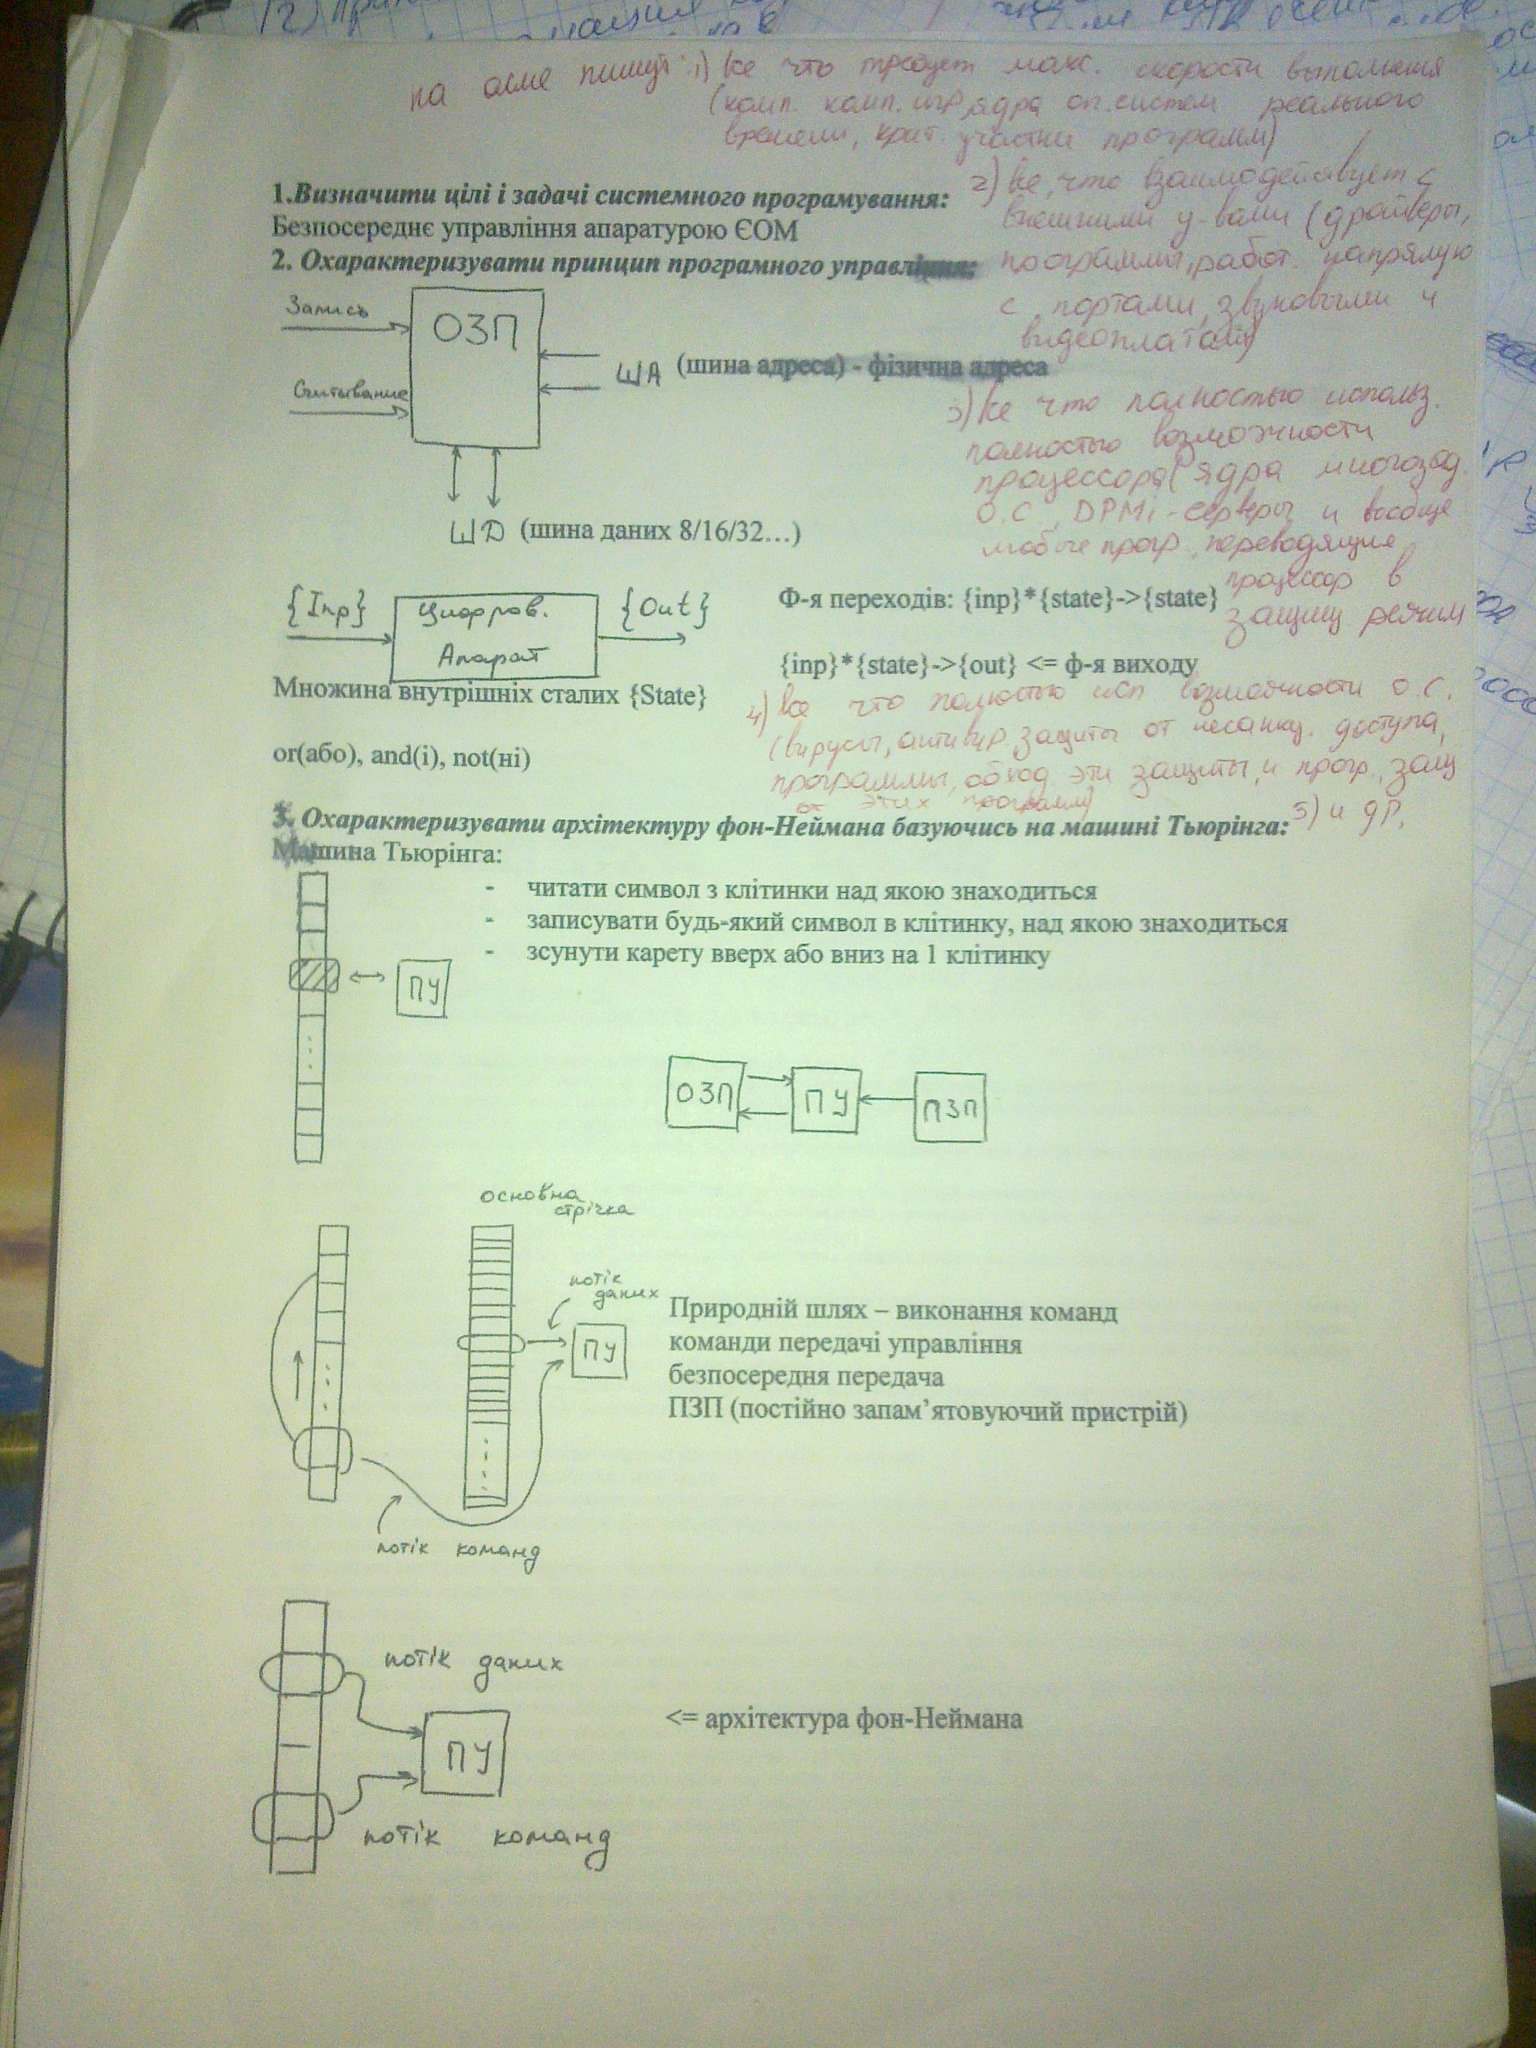 на асме пишут: 1) все что требует макс. скорости выполнения
(комп. комп. игр, ядра оп. систем реального
времени, крит. участки программ)
1.Визначити цілі і задачі системного програмування:
Безпосереднє управління апаратурою ЄОМ
2. Охарактеризувати принцип програмного управління:
2) все, что взаимодействует с
внешними у-вами (драйверы,
программы, работ. напрямую
с портами, звуковыми и
видеоплатами)
Запись
ОЗП
Считывание
ША (шина адреса) - фізична адреса
ШД (шина даних 8/16/32…)
3) все что полностью использ.
полностью возможности
процессора (ядра многозад.
О.С, DPMi-серверы и вообще
любые прогр, переводящие
процессор в
защищ режим
{Inp}
Цифров.
Апарат
{Out}
Ф-я переходів: {inp}*{state}->{state}
{inp}*{state}->{out} <= ф-я виходу
Множина внутрішніх сталих {State}
or(або), and(і), not(ні)
4) все что полностью исп возможности О.С.
(вирусы, антивир, защиты от несанкц. доступа,
программы, обход эти защиты, и прогр., защ
от этих программ)
5) и др.
3. Охарактеризувати архітектуру фон-Неймана базуючись на машині Тьюрінга:
Машина Тьюрінга:
- читати символ з клітинки над якою знаходиться
- записувати будь-який символ в клітинку, над якою знаходиться
- зсунути карету вверх або вниз на 1 клітинку
ПУ
ОЗП
ПУ
ПЗП
основна
стрічка
потік
даних
ПУ
Природній шлях – виконання команд
команди передачі управління
безпосередня передача
ПЗП (постійно запам’ятовуючий пристрій)
потік команд
потік даних
ПУ
<= архітектура фон-Неймана
потік команд